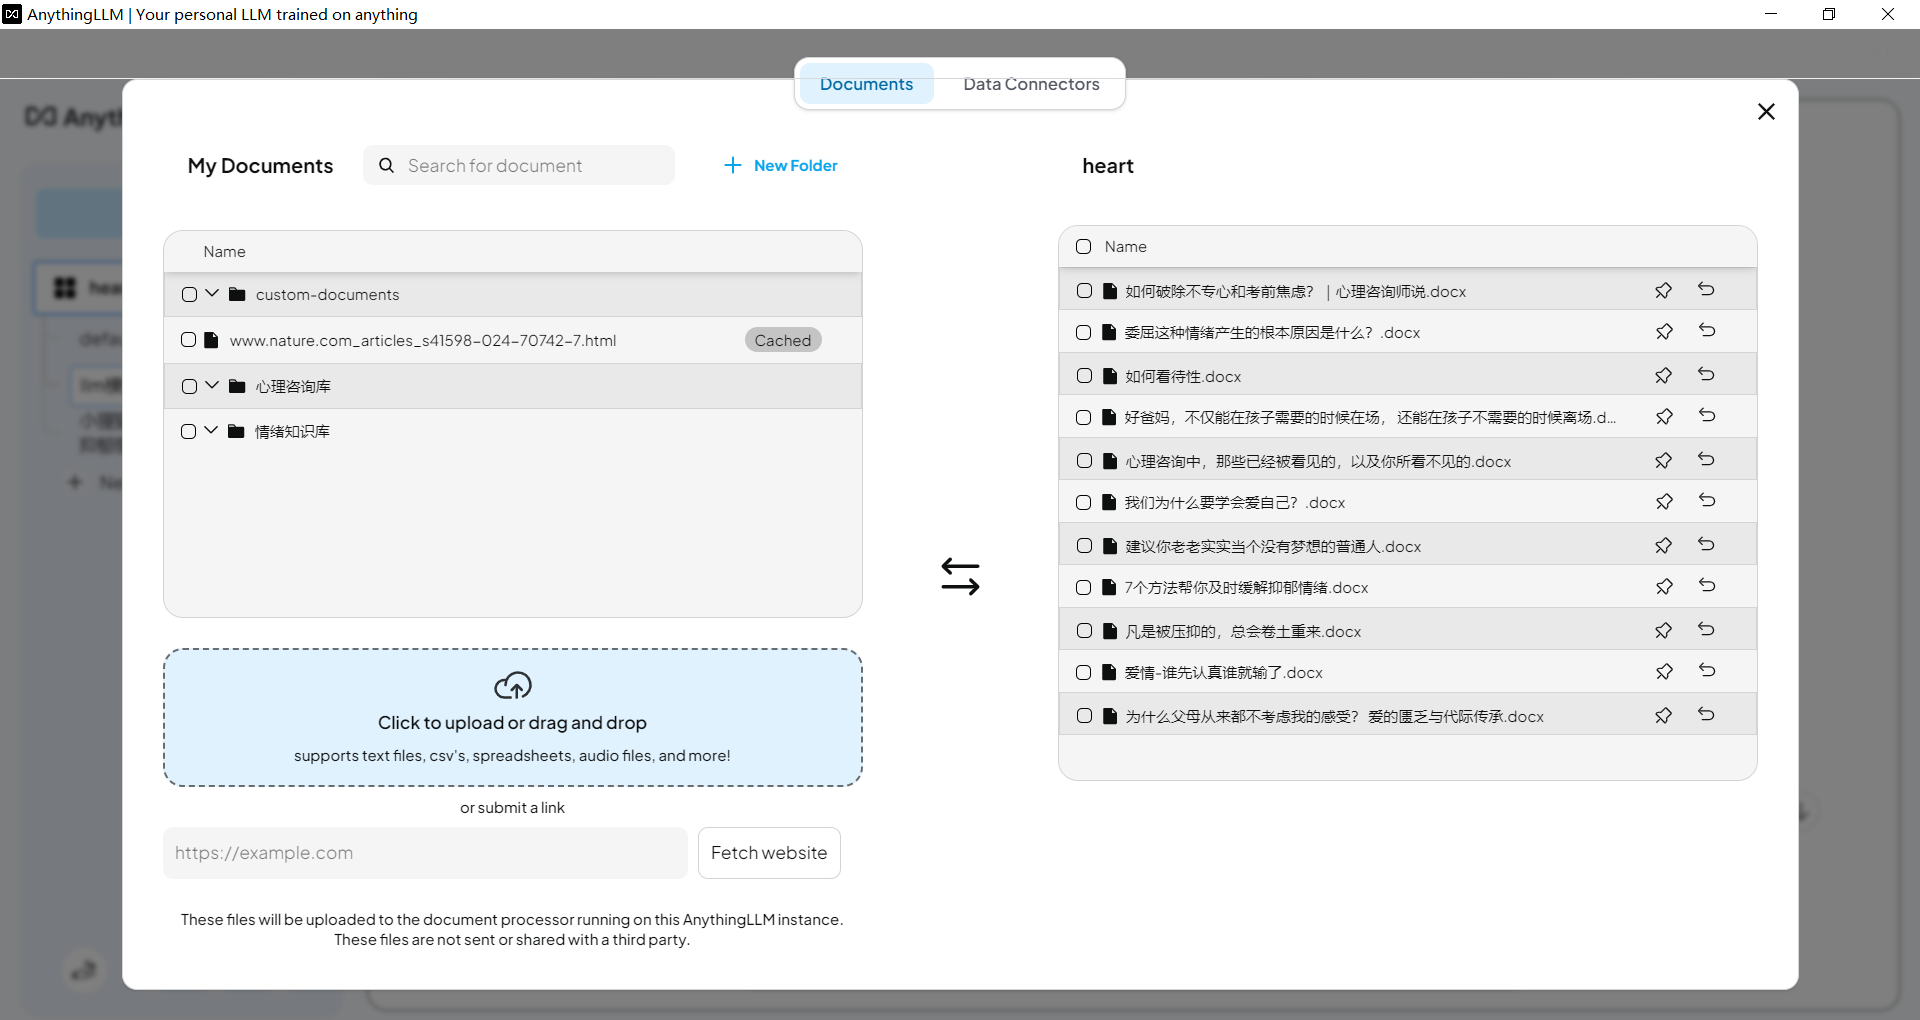 AnythingLLM | Your personal LLM trained on anything
Documents
Data Connectors
Anyth
My Documents
Search for document
New Folder
heart
Name
custom-documents
www.nature.com_articles_s41598-024-70742-7.html
Cached
心理咨询库
情绪知识库
Click to upload or drag and drop
supports text files, csv's, spreadsheets, audio files, and more!
or submit a link
https://example.com
Fetch website
These files will be uploaded to the document processor running on this AnythingLLM instance.
These files are not sent or shared with a third party.
Name
如何破除不专心和考前焦虑？ | 心理咨询师说.docx
委屈这种情绪产生的根本原因是什么？.docx
如何看待性.docx
好爸妈，不仅能在孩子需要的时候在场， 还能在孩子不需要的时候离场.d...
心理咨询中，那些已经被看见的，以及你所看不见的.docx
我们为什么要学会爱自己？.docx
建议你老老实实当个没有梦想的普通人.docx
7个方法帮你及时缓解抑郁情绪.docx
凡是被压抑的，总会卷土重来.docx
爱情-谁先认真谁就输了.docx
为什么父母从来都不考虑我的感受？ 爱的匮乏与代际传承.docx